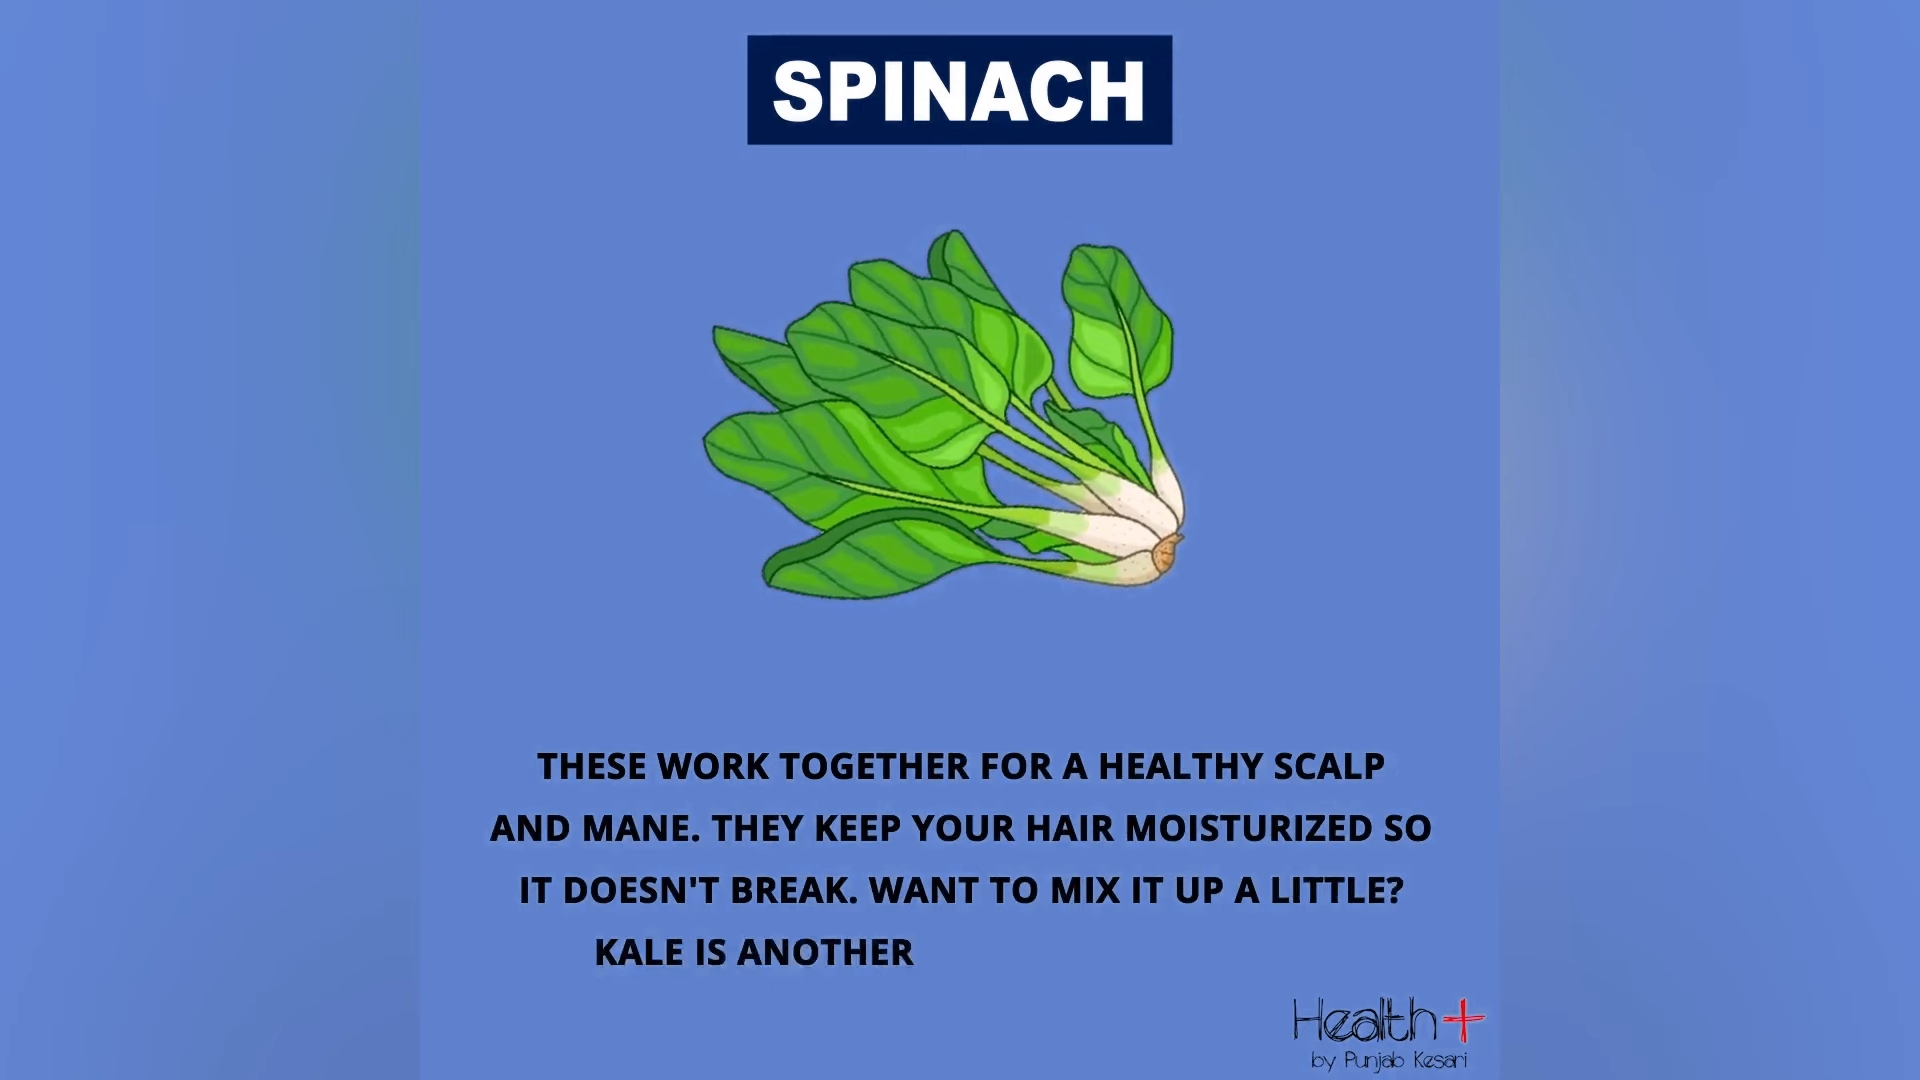 SPINACH
THESE WORK TOGETHER FOR A HEALTHY SCALP
AND MANE. THEY KEEP YOUR HAIR MOISTURIZED SO
IT DOESN'T BREAK. WANT TO MIX IT UP A LITTLE?
KALE IS ANOTHER
Health+
by Punjab Kesari